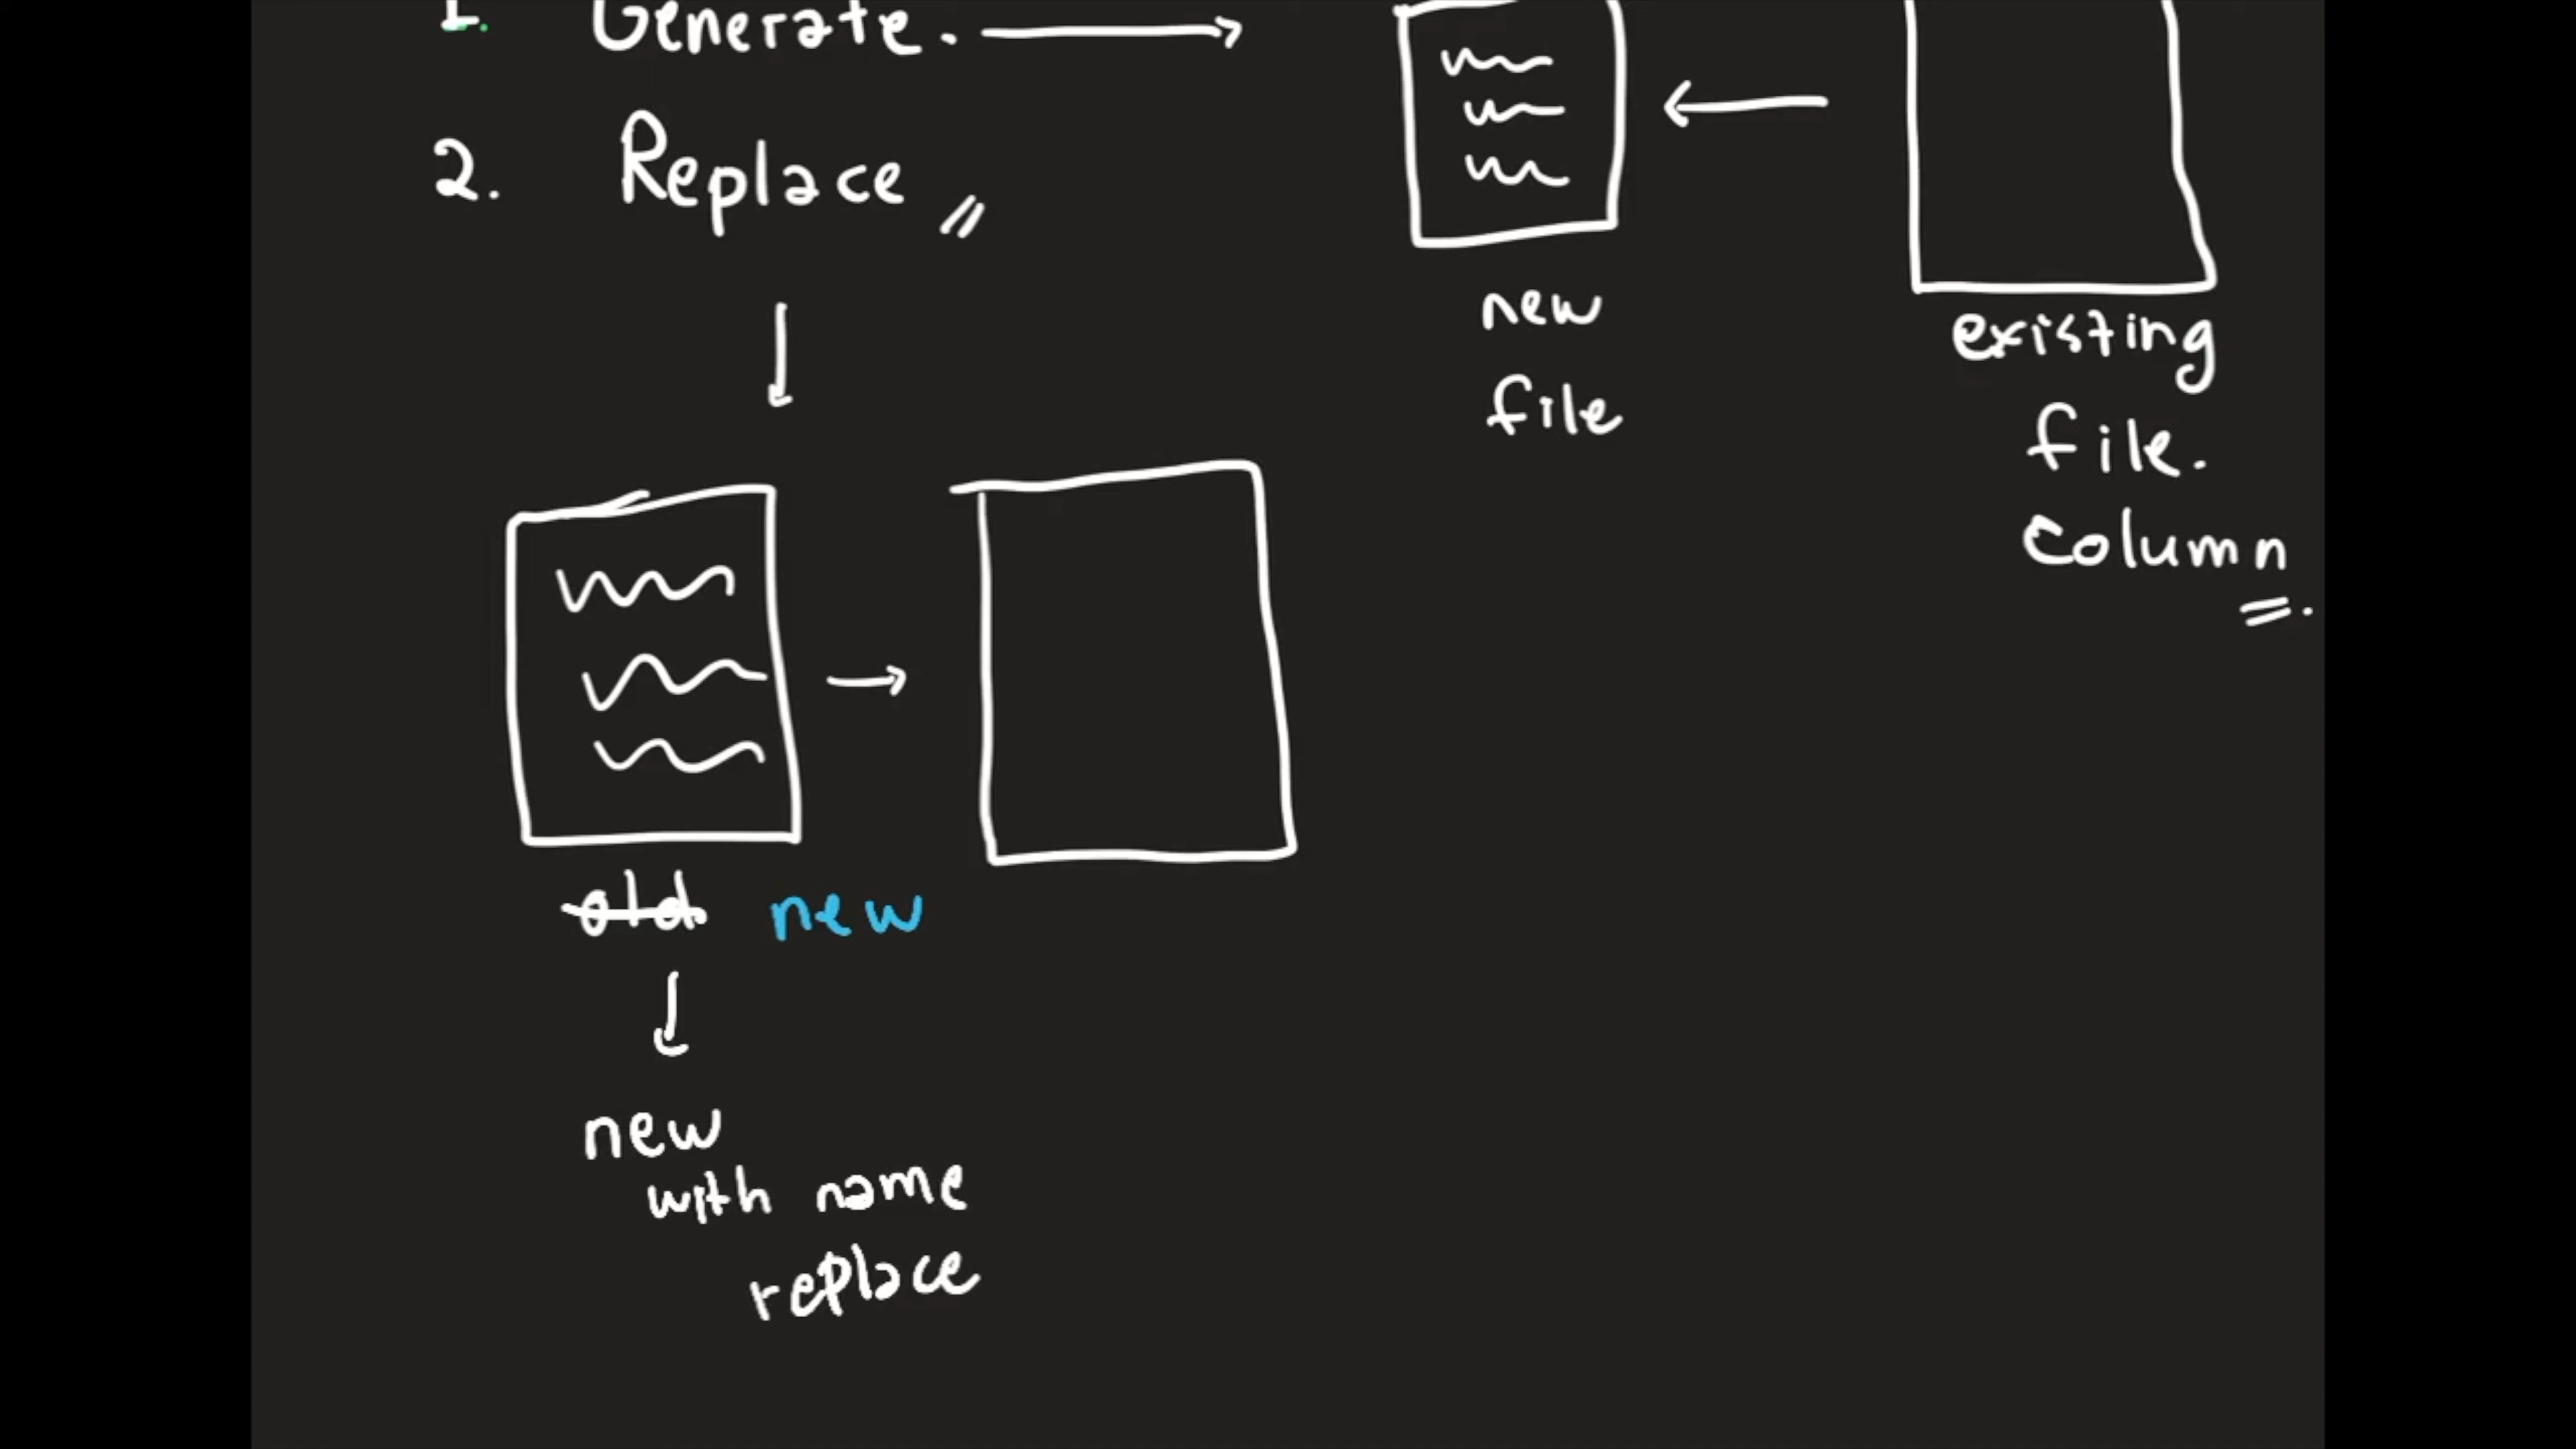 1. Generate.
2. Replace
new
file
existing
file.
column
old new
new
with name
replace